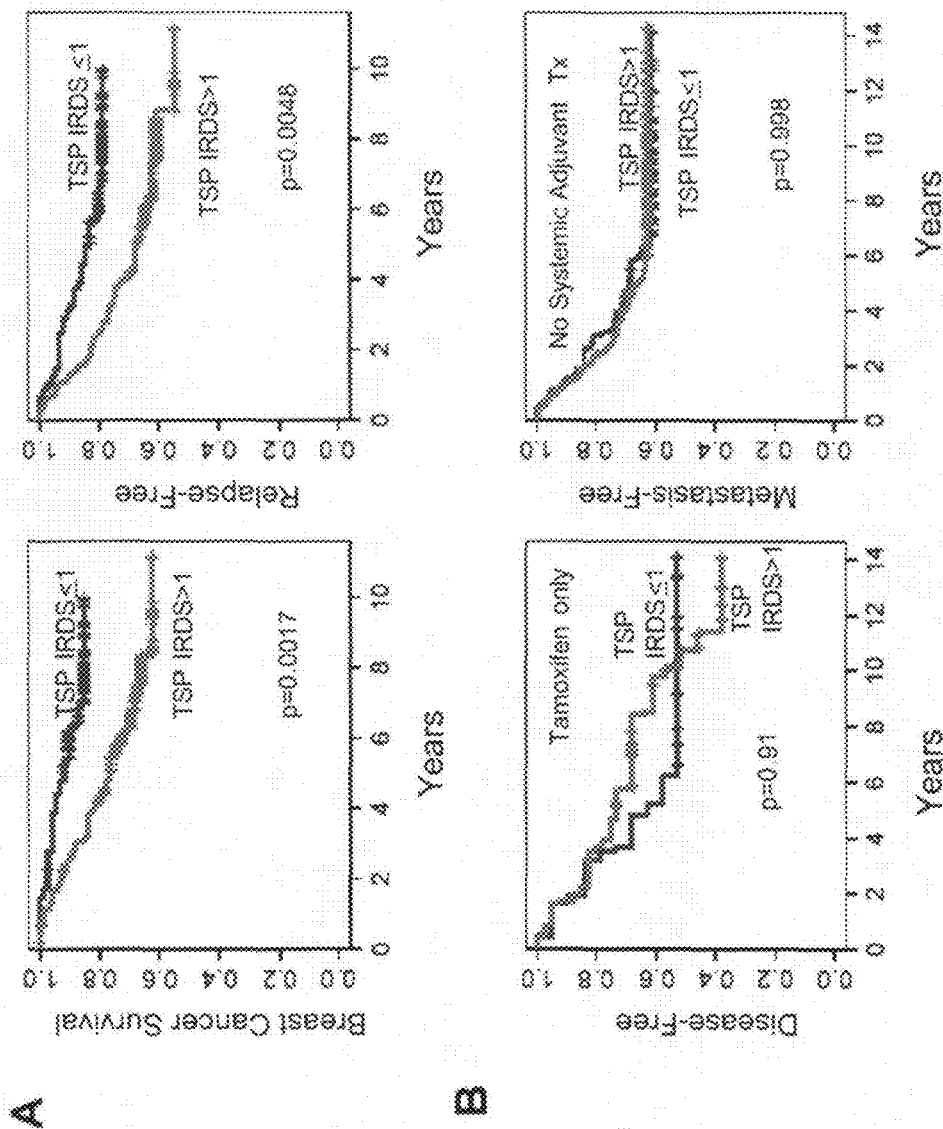 A
Breast Cancer Survival
1.0
0.8
0.6
0.4
0.2
0.0
TSP IRDS≤1
TSP IRDS>1
p=0.0017
0 2 4 6 8 10
Years
Relapse-Free
1.0
0.8
0.6
0.4
0.2
0.0
TSP IRDS≤1
TSP IRDS>1
p=0.0048
0 2 4 6 8 10
Years
B
Disease-Free
1.0
0.8
0.6
0.4
0.2
0.0
Tamoxifen only
TSP
IRDS≤1
TSP
IRDS>1
p=0.91
0 2 4 6 8 10 12 14
Years
Metastasis-Free
1.0
0.8
0.6
0.4
0.2
0.0
No Systemic Adjuvant Tx
TSP IRDS>1
TSP IRDS≤1
p=0.998
0 2 4 6 8 10 12 14
Years